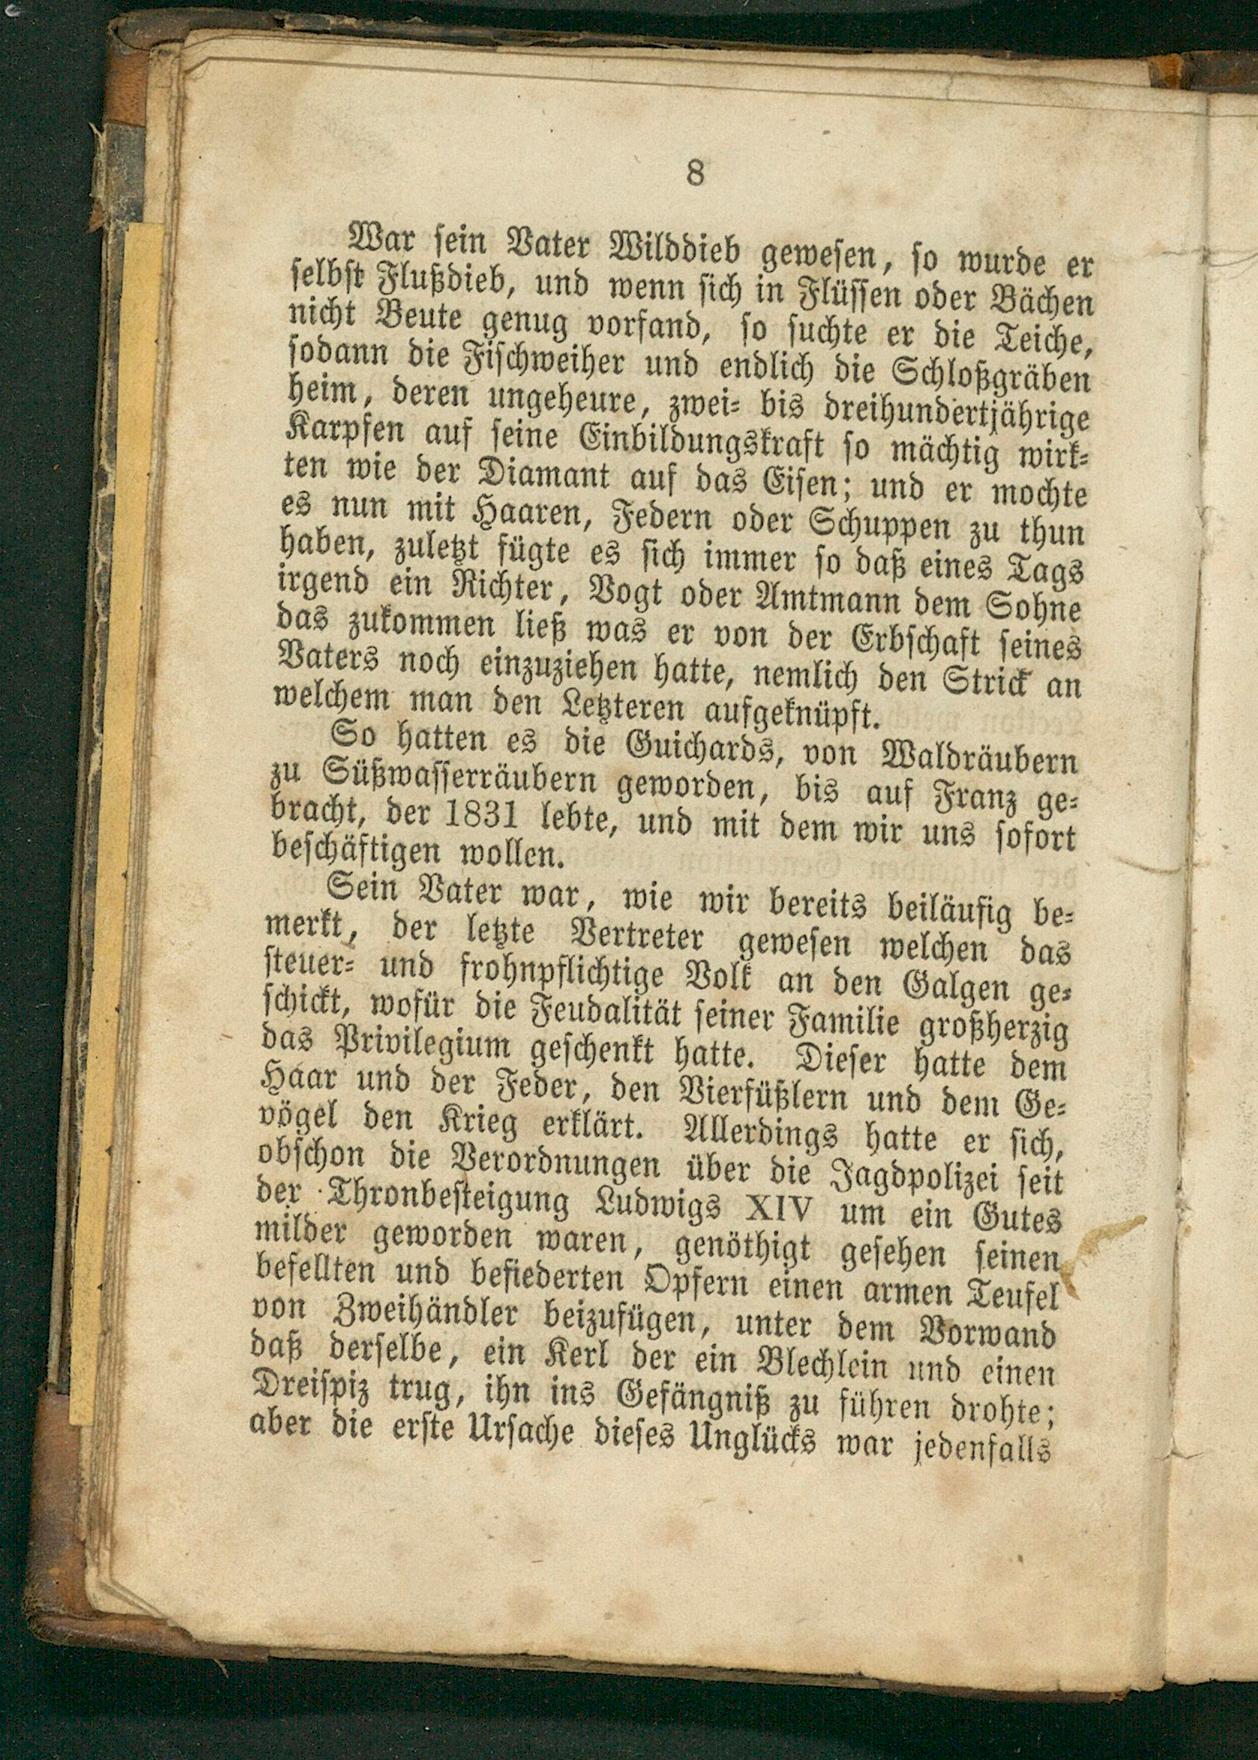 8
War sein Vater Wilddieb gewesen, so wurde er
selbst Flußdieb, und wenn sich in Flüssen oder Bächen
nicht Beute genug vorfand, so suchte er die Teiche,
sodann die Fischweiher und endlich die Schloßgräben
heim, deren ungeheure, zwei- bis dreihundertjährige
Karpfen auf seine Einbildungskraft so mächtig wirk-
ten wie der Diamant auf das Eisen; und er mochte
es nun mit Haaren, Federn oder Schuppen zu thun
haben, zuletzt fügte es sich immer so daß eines Tags
irgend ein Richter, Vogt oder Amtmann dem Sohne
das zukommen ließ was er von der Erbschaft seines
Vaters noch einzuziehen hatte, nemlich den Strick an
welchem man den Letzteren aufgeknüpft.
So hatten es die Guichards, von Waldräubern
zu Süßwasserräubern geworden, bis auf Franz ge-
bracht, der 1831 lebte, und mit dem wir uns sofort
beschäftigen wollen.
Sein Vater war, wie wir bereits beiläufig be-
merkt, der letzte Vertreter gewesen welchen das
steuer- und frohnpflichtige Volk an den Galgen ge-
schickt, wofür die Feudalität seiner Familie großherzig
das Privilegium geschenkt hatte. Dieser hatte dem
Haar und der Feder, den Vierfüßlern und dem Ge-
vögel den Krieg erklärt. Allerdings hatte er sich,
obschon die Verordnungen über die Jagdpolizei seit
der Thronbesteigung Ludwigs XIV um ein Gutes
milder geworden waren, genöthigt gesehen seinen
befellten und befiederten Opfern einen armen Teufel
von Zweihändler beizufügen, unter dem Vorwand
daß derselbe, ein Kerl der ein Blechlein und einen
Dreispiz trug, ihn ins Gefängniß zu führen drohte;
aber die erste Ursache dieses Unglücks war jedenfalls